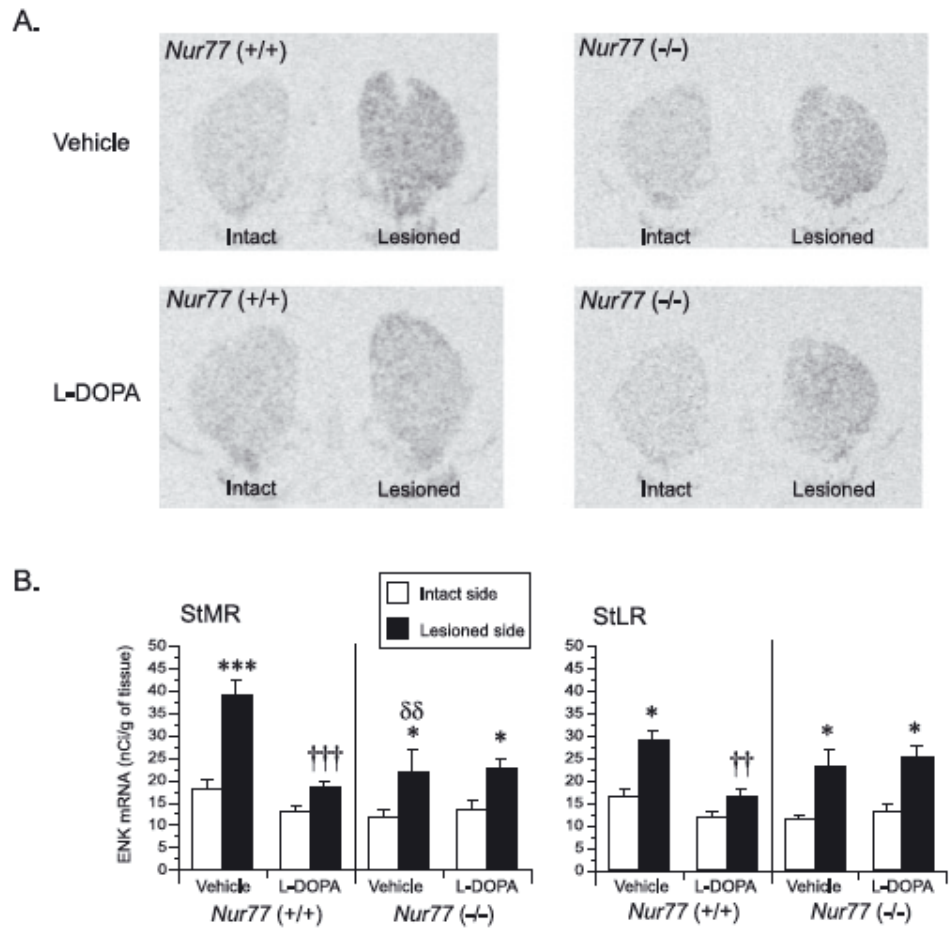 A.
Nur77 (+/+)
Nur77 (-/-)
Vehicle
Intact
Lesioned
Intact
Lesioned
Nur77 (+/+)
Nur77 (-/-)
L-DOPA
Intact
Lesioned
Intact
Lesioned
B.
Intact side
Lesioned side
StMR
StLR
ENK mRNA (nCi/g of tissue)
50
45
40
35
30
25
20
15
10
5
0
***
†††
δδ
*
*
Vehicle
L-DOPA
Vehicle
L-DOPA
Nur77 (+/+)
Nur77 (-/-)
50
45
40
35
30
25
20
15
10
5
0
*
††
*
*
Vehicle
L-DOPA
Vehicle
L-DOPA
Nur77 (+/+)
Nur77 (-/-)